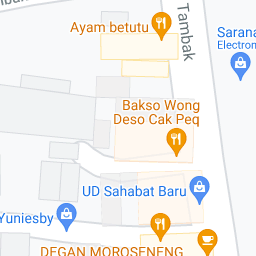 Ayam betutu
Tambak
Sarana
Electron
Bakso Wong
Deso Cak Peq
UD Sahabat Baru
Yuniesby
DEGAN MOROSENENG